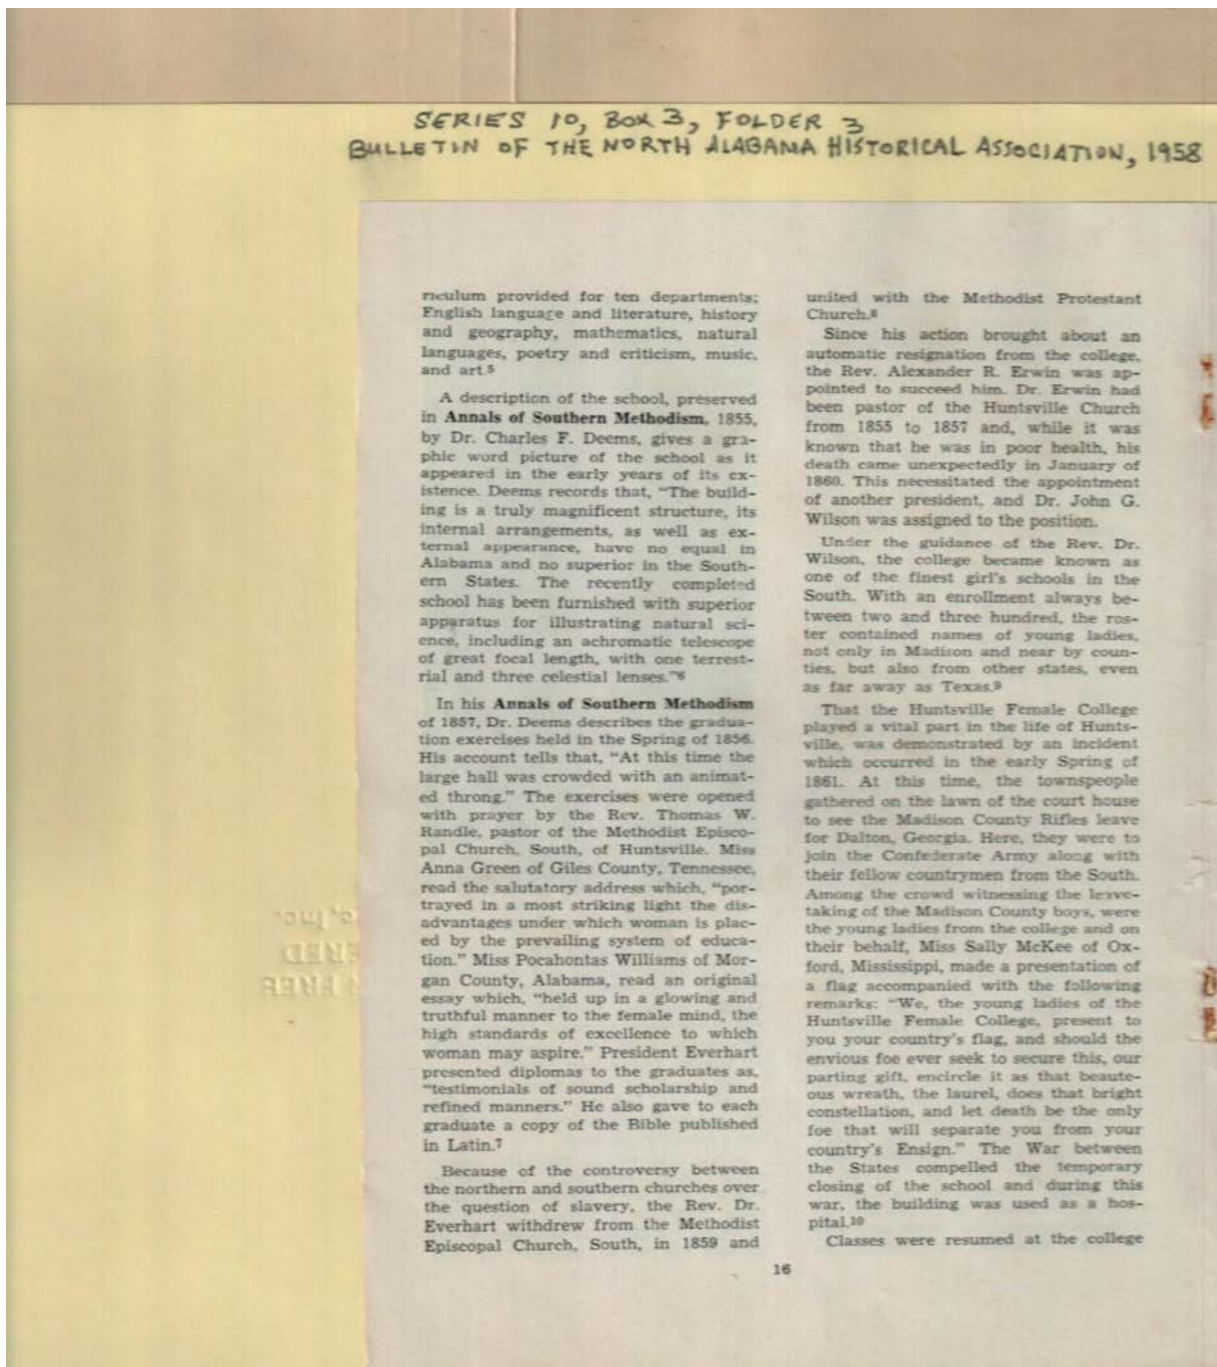 SERIES 10, BOX 3, FOLDER 3
BULLETIN OF THE NORTH ALABAMA HISTORICAL ASSOCIATION, 1958
riculum provided for ten departments;
English language and literature, history
and geography, mathematics, natural
languages, poetry and criticism, music,
and art.5
A description of the school, preserved
in Annals of Southern Methodism, 1855,
by Dr. Charles F. Deems, gives a gra-
phic word picture of the school as it
appeared in the early years of its ex-
istence. Deems records that, "The build-
ing is a truly magnificent structure, its
internal arrangements, as well as ex-
ternal appearance, have no equal in
Alabama and no superior in the South-
ern States. The recently completed
school has been furnished with superior
apparatus for illustrating natural sci-
ence, including an achromatic telescope
of great focal length, with one terrest-
rial and three celestial lenses."6
In his Annals of Southern Methodism
of 1857, Dr. Deems describes the gradua-
tion exercises held in the Spring of 1856.
His account tells that, "At this time the
large hall was crowded with an animat-
ed throng." The exercises were opened
with prayer by the Rev. Thomas W.
Randle, pastor of the Methodist Episco-
pal Church, South, of Huntsville. Miss
Anna Green of Giles County, Tennessee,
read the salutatory address which, "por-
trayed in a most striking light the dis-
advantages under which woman is plac-
ed by the prevailing system of educa-
tion." Miss Pocahontas Williams of Mor-
gan County, Alabama, read an original
essay which, "held up in a glowing and
truthful manner to the female mind, the
high standards of excellence to which
woman may aspire." President Everhart
presented diplomas to the graduates as,
"testimonials of sound scholarship and
refined manners." He also gave to each
graduate a copy of the Bible published
in Latin.7
Because of the controversy between
the northern and southern churches over
the question of slavery, the Rev. Dr.
Everhart withdrew from the Methodist
Episcopal Church, South, in 1859 and
united with the Methodist Protestant
Church.8
Since his action brought about an
automatic resignation from the college,
the Rev. Alexander R. Erwin was ap-
pointed to succeed him. Dr. Erwin had
been pastor of the Huntsville Church
from 1855 to 1857 and, while it was
known that he was in poor health, his
death came unexpectedly in January of
1860. This necessitated the appointment
of another president, and Dr. John G.
Wilson was assigned to the position.
Under the guidance of the Rev. Dr.
Wilson, the college became known as
one of the finest girl's schools in the
South. With an enrollment always be-
tween two and three hundred, the ros-
ter contained names of young ladies,
not only in Madison and near by coun-
ties, but also from other states, even
as far away as Texas.9
That the Huntsville Female College
played a vital part in the life of Hunts-
ville, was demonstrated by an incident
which occurred in the early Spring of
1861. At this time, the townspeople
gathered on the lawn of the court house
to see the Madison County Rifles leave
for Dalton, Georgia. Here, they were to
join the Confederate Army along with
their fellow countrymen from the South.
Among the crowd witnessing the leave-
taking of the Madison County boys, were
the young ladies from the college and on
their behalf, Miss Sally McKee of Ox-
ford, Mississippi, made a presentation of
a flag accompanied with the following
remarks: "We, the young ladies of the
Huntsville Female College, present to
you your country's flag, and should the
envious foe ever seek to secure this, our
parting gift, encircle it as that beaute-
ous wreath, the laurel, does that bright
constellation, and let death be the only
foe that will separate you from your
country's Ensign." The War between
the States compelled the temporary
closing of the school and during this
war, the building was used as a hos-
pital.10
Classes were resumed at the college
16